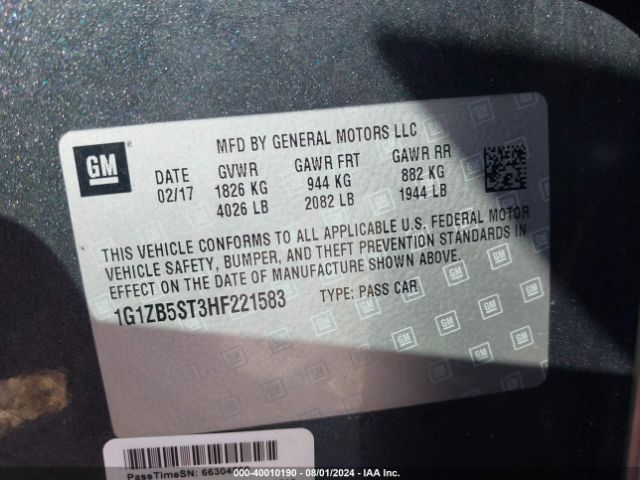 GM
MFD BY GENERAL MOTORS LLC
DATE GVWR GAWR FRT GAWR RR
02/17 1826 KG 944 KG 882 KG
4026 LB 2082 LB 1944 LB
THIS VEHICLE CONFORMS TO ALL APPLICABLE U.S. FEDERAL MOTOR
VEHICLE SAFETY, BUMPER, AND THEFT PREVENTION STANDARDS IN
EFFECT ON THE DATE OF MANUFACTURE SHOWN ABOVE.
1G1ZB5ST3HF221583 TYPE: PASS CAR
PassTimeSN:
000-40010190 - 08/01/2024 - IAA Inc.